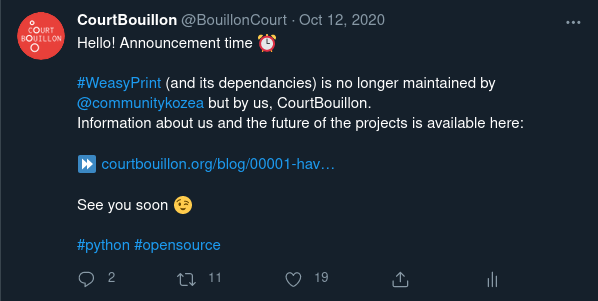 COURT
BOUILLON
CourtBouillon @BouillonCourt · Oct 12, 2020
Hello! Announcement time ⏰
#WeasyPrint (and its dependancies) is no longer maintained by
@communitykozea but by us, CourtBouillon.
Information about us and the future of the projects is available here:
⏩ courtbouillon.org/blog/00001-hav…
See you soon 😉
#python #opensource
2 11 19